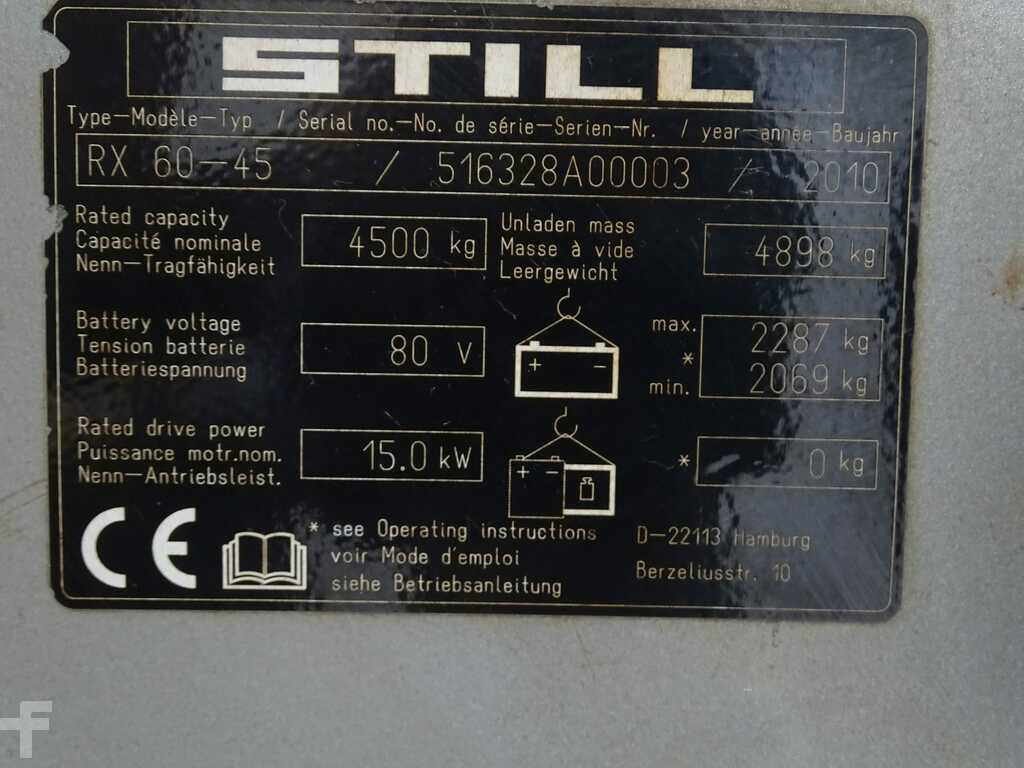 STILL
Type-Modèle-Typ / Serial no.-No. de série-Serien-Nr. / year-année-Baujahr
RX 60-45 / 516328A00003 / 2010
Rated capacity
Capacité nominale
Nenn-Tragfähigkeit
4500 kg
Unladen mass
Masse à vide
Leergewicht
4898 kg
Battery voltage
Tension batterie
Batteriespannung
80 V
+ -
max.
*
min.
2287 kg
2069 kg
Rated drive power
Puissance motr.nom.
Nenn-Antriebsleist.
15.0 kW
+ -
*
0 kg
CE
* see Operating instructions
voir Mode d'emploi
siehe Betriebsanleitung
D-22113 Hamburg
Berzeliusstr. 10
F